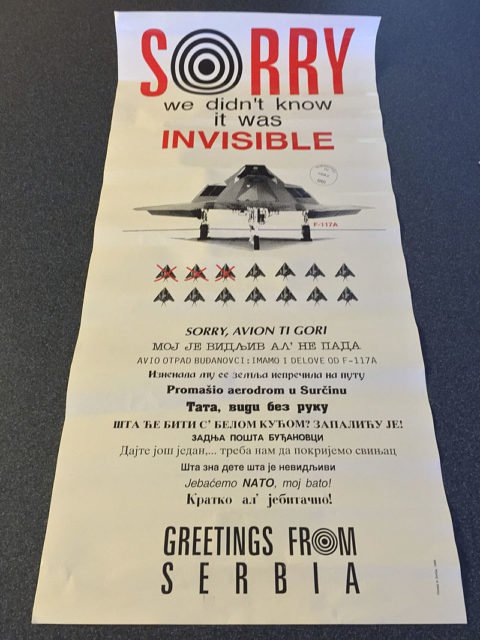 SORRY
we didn't know
it was
INVISIBLE
F-117A
SORRY, AVION TI GORI
МОЈ ЈЕ ВИДЉИВ АЛ' НЕ ПАДА
AVIO OTPAD BUĐANOVCI: IMAMO I DELOVE OD F-117A
Изненада му се земља испречила на путу
Promašio aerodrom u Surčinu
Тата, види без руку
ШТА ЋЕ БИТИ С' БЕЛОМ КУЋОМ? ЗАПАЛИЋУ ЈЕ!
ЗАДЊА ПОШТА БУЂАНОВЦИ
Дајте још један,... треба нам да покријемо свињац
Шта зна дете шта је невидљиви
Jebaćemo NATO, moj bato!
Кратко ал' јебитачно!
GREETINGS FROM
SERBIA